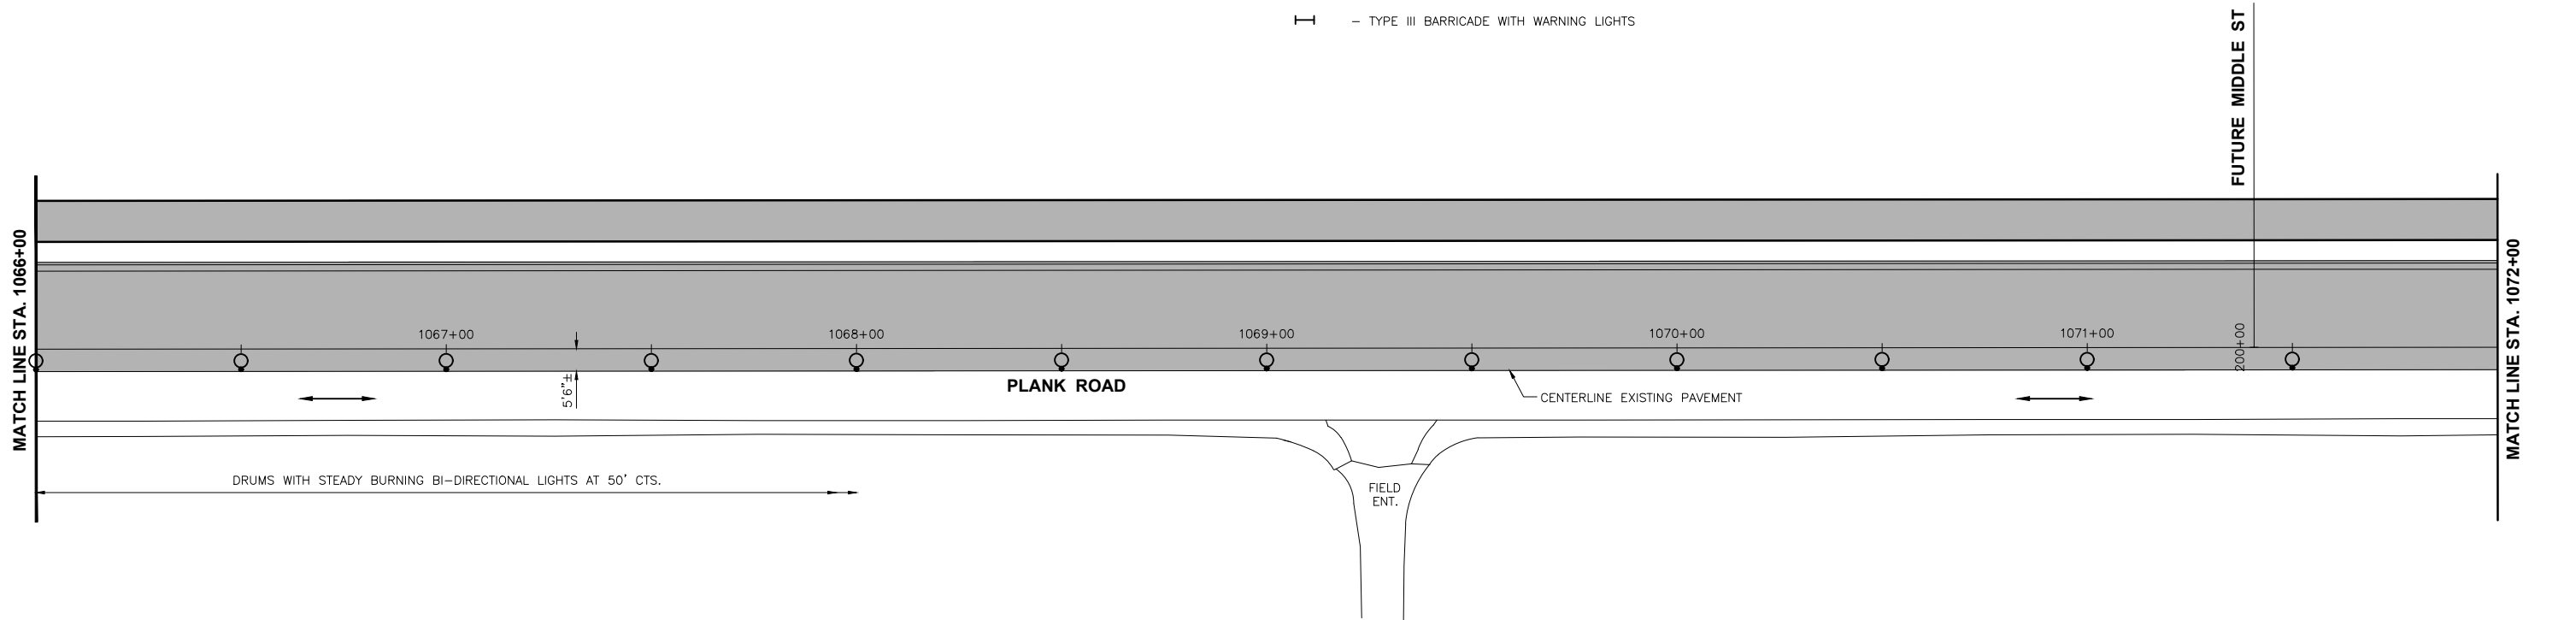 – TYPE III BARRICADE WITH WARNING LIGHTS
FUTURE MIDDLE ST
MATCH LINE STA. 1066+00
1067+00
1068+00
1069+00
1070+00
1071+00
200+00
MATCH LINE STA. 1072+00
5'6"±
PLANK ROAD
CENTERLINE EXISTING PAVEMENT
DRUMS WITH STEADY BURNING BI–DIRECTIONAL LIGHTS AT 50' CTS.
FIELD
ENT.